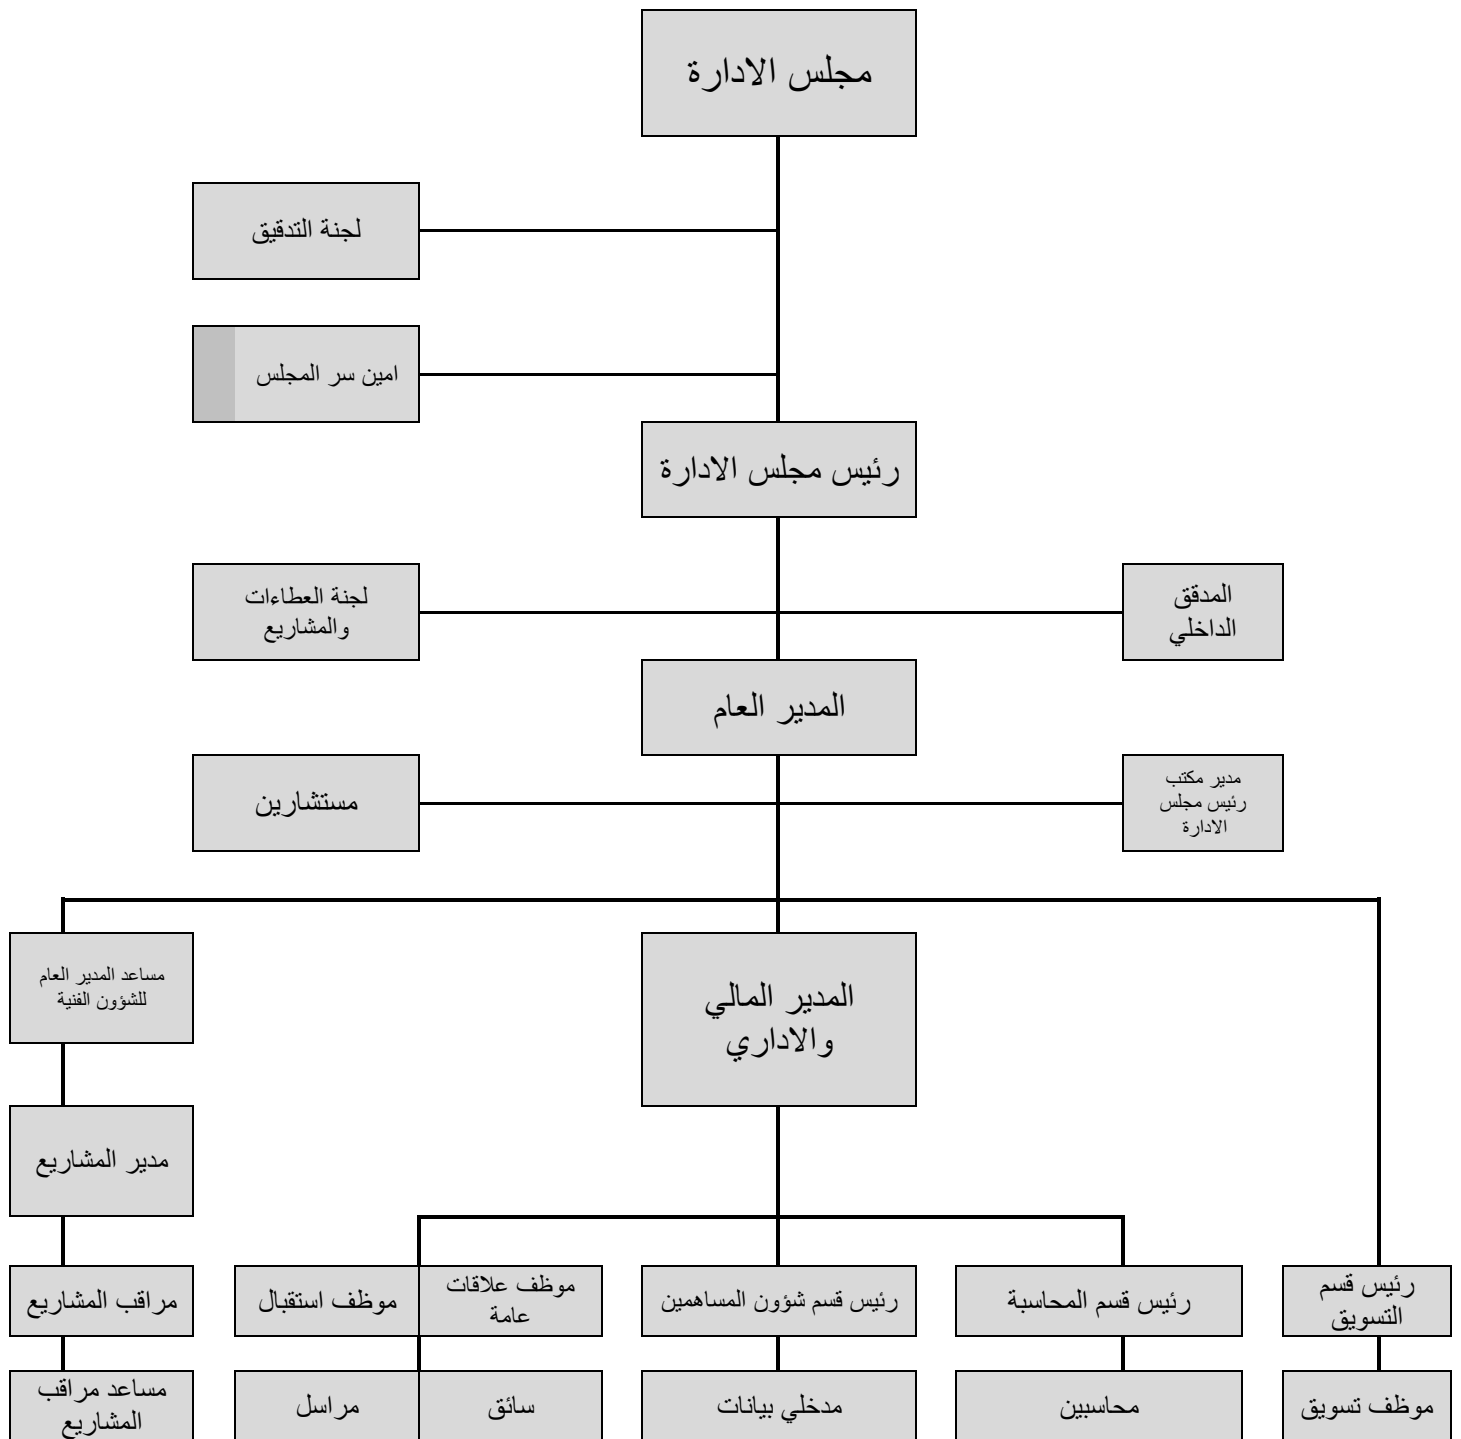 مجلس الادارة
لجنة التدقيق
امين سر المجلس
رئيس مجلس الادارة
المدقق
الداخلي
لجنة العطاءات
والمشاريع
المدير العام
مدير مكتب
رئيس مجلس
الادارة
مستشارين
المدير المالي
والاداري
مساعد المدير العام
للشؤون الفنية
مدير المشاريع
رئيس قسم
التسويق
رئيس قسم المحاسبة
رئيس قسم شؤون المساهمين
موظف علاقات
عامة
موظف استقبال
مراقب المشاريع
موظف تسويق
محاسبين
مدخلي بيانات
سائق
مراسل
مساعد مراقب
المشاريع